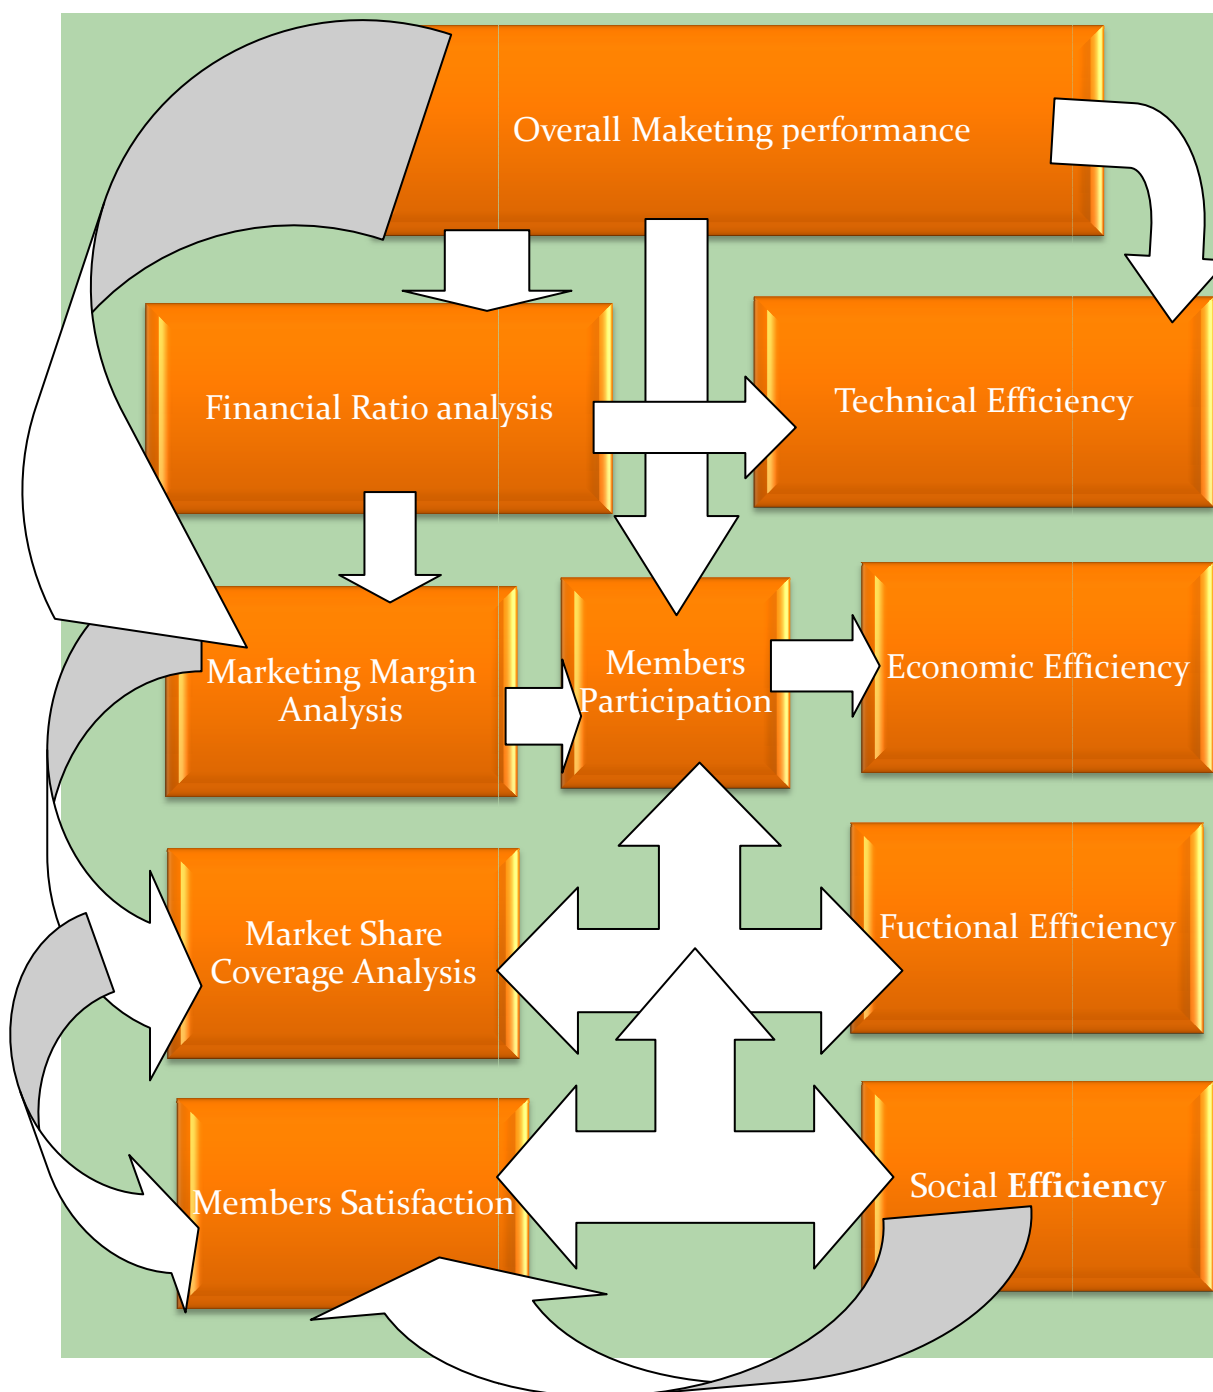 Overall Maketing performance
Financial Ratio analysis
Technical Efficiency
Marketing Margin
Analysis
Members
Participation
Economic Efficiency
Market Share
Coverage Analysis
Fuctional Efficiency
Members Satisfaction
Social Efficiency